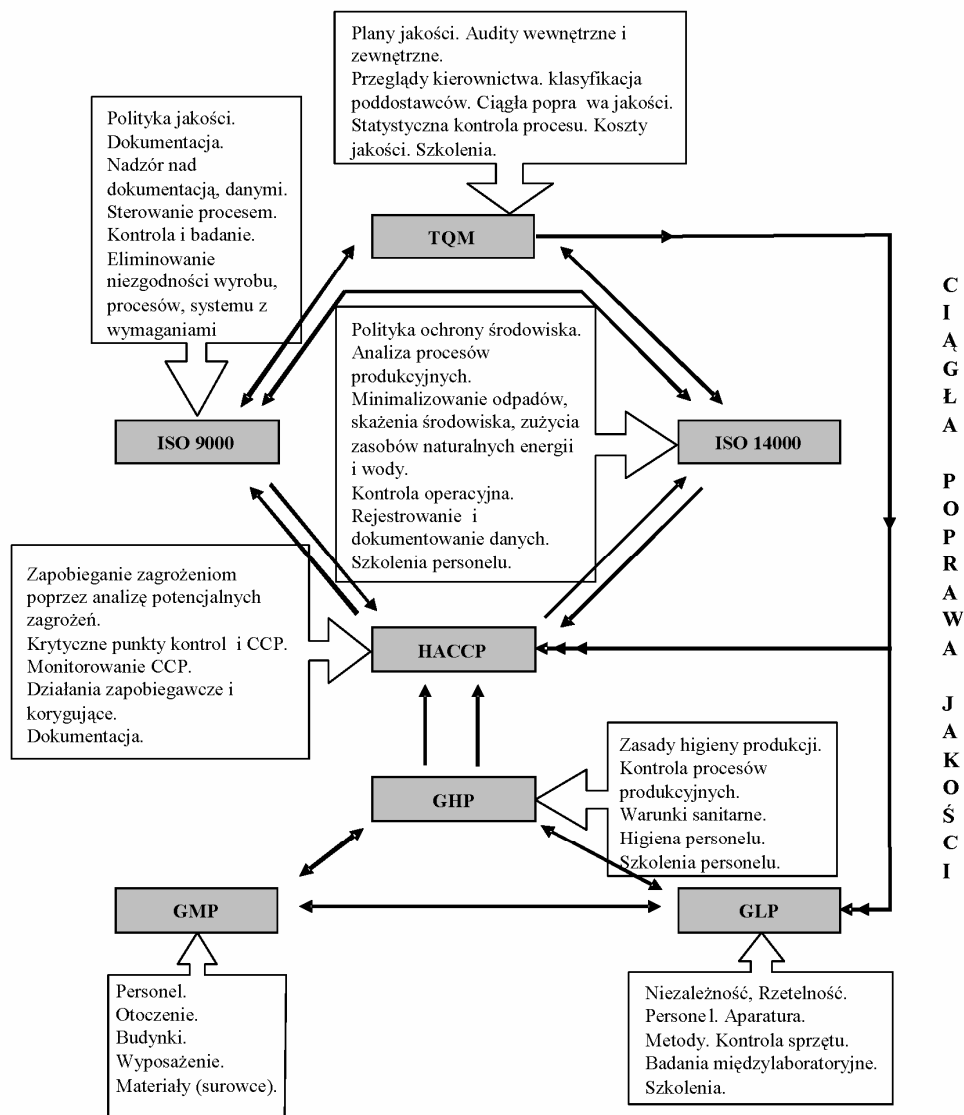 Plany jakości. Audity wewnętrzne i
zewnętrzne.
Przeglądy kierownictwa. klasyfikacja
poddostawców. Ciągła popra wa jakości.
Statystyczna kontrola procesu. Koszty
jakości. Szkolenia.
Polityka jakości.
Dokumentacja.
Nadzór nad
dokumentacją, danymi.
Sterowanie procesem.
Kontrola i badanie.
Eliminowanie
niezgodności wyrobu,
procesów, systemu z
wymaganiami
TQM
Polityka ochrony środowiska.
Analiza procesów
produkcyjnych.
Minimalizowanie odpadów,
skażenia środowiska, zużycia
zasobów naturalnych energii
i wody.
Kontrola operacyjna.
Rejestrowanie i
dokumentowanie danych.
Szkolenia personelu.
ISO 9000
ISO 14000
Zapobieganie zagrożeniom
poprzez analizę potencjalnych
zagrożeń.
Krytyczne punkty kontrol i CCP.
Monitorowanie CCP.
Działania zapobiegawcze i
korygujące.
Dokumentacja.
HACCP
Zasady higieny produkcji.
Kontrola procesów
produkcyjnych.
Warunki sanitarne.
Higiena personelu.
Szkolenia personelu.
GHP
GMP
GLP
Personel.
Otoczenie.
Budynki.
Wyposażenie.
Materiały (surowce).
Niezależność, Rzetelność.
Personel. Aparatura.
Metody. Kontrola sprzętu.
Badania międzylaboratoryjne.
Szkolenia.
CIĄGŁA POPRAWA JAKOŚCI